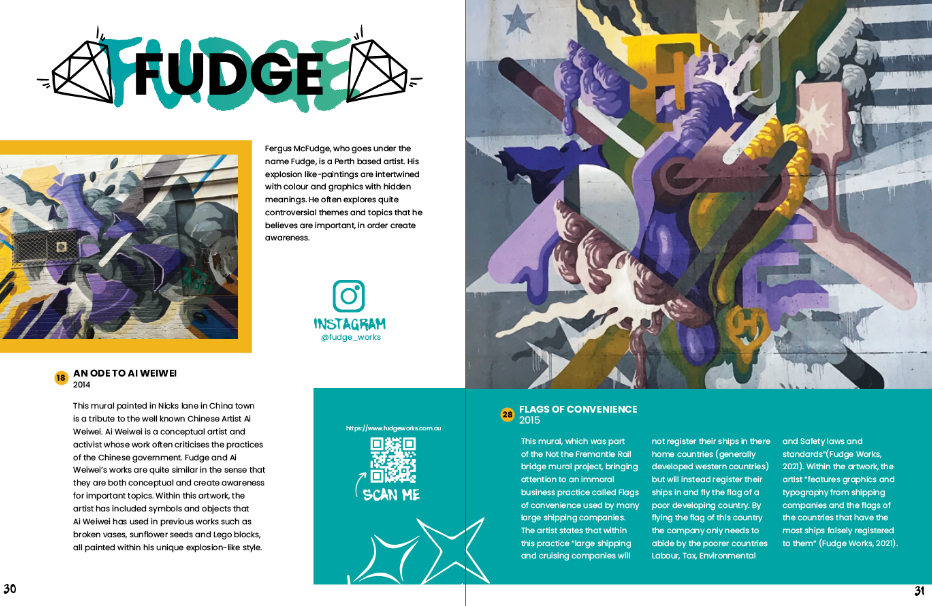 FUDGE
FUDGE
Fergus McFudge, who goes under the
name Fudge, is a Perth based artist. His
explosion like-paintings are intertwined
with colour and graphics with hidden
meanings. He often explores quite
controversial themes and topics that he
believes are important, in order create
awareness.
INSTAGRAM
@fudge_works
18 AN ODE TO AI WEIWEI
2014
This mural painted in Nicks lane in China town
is a tribute to the well known Chinese Artist Ai
Weiwei. Ai Weiwei is a conceptual artist and
activist whose work often criticises the practices
of the Chinese government. Fudge and Ai
Weiwei's works are quite similar in the sense that
they are both conceptual and create awareness
for important topics. Within this artwork, the
artist has included symbols and objects that
Ai Weiwei has used in previous works such as
broken vases, sunflower seeds and Lego blocks,
all painted within his unique explosion-like style.
https://www.fudgeworks.com.au
SCAN ME
30
28 FLAGS OF CONVENIENCE
2015
This mural, which was part
of the Not the Fremantle Rail
bridge mural project, bringing
attention to an immoral
business practice called Flags
of convenience used by many
large shipping companies.
The artist states that within
this practice "large shipping
and cruising companies will
not register their ships in there
home countries (generally
developed western countries)
but will instead register their
ships in and fly the flag of a
poor developing country. By
flying the flag of this country
the company only needs to
abide by the poorer countries
Labour, Tax, Environmental
and Safety laws and
standards"(Fudge Works,
2021). Within the artwork, the
artist "features graphics and
typography from shipping
companies and the flags of
the countries that have the
most ships falsely registered
to them" (Fudge Works, 2021).
31